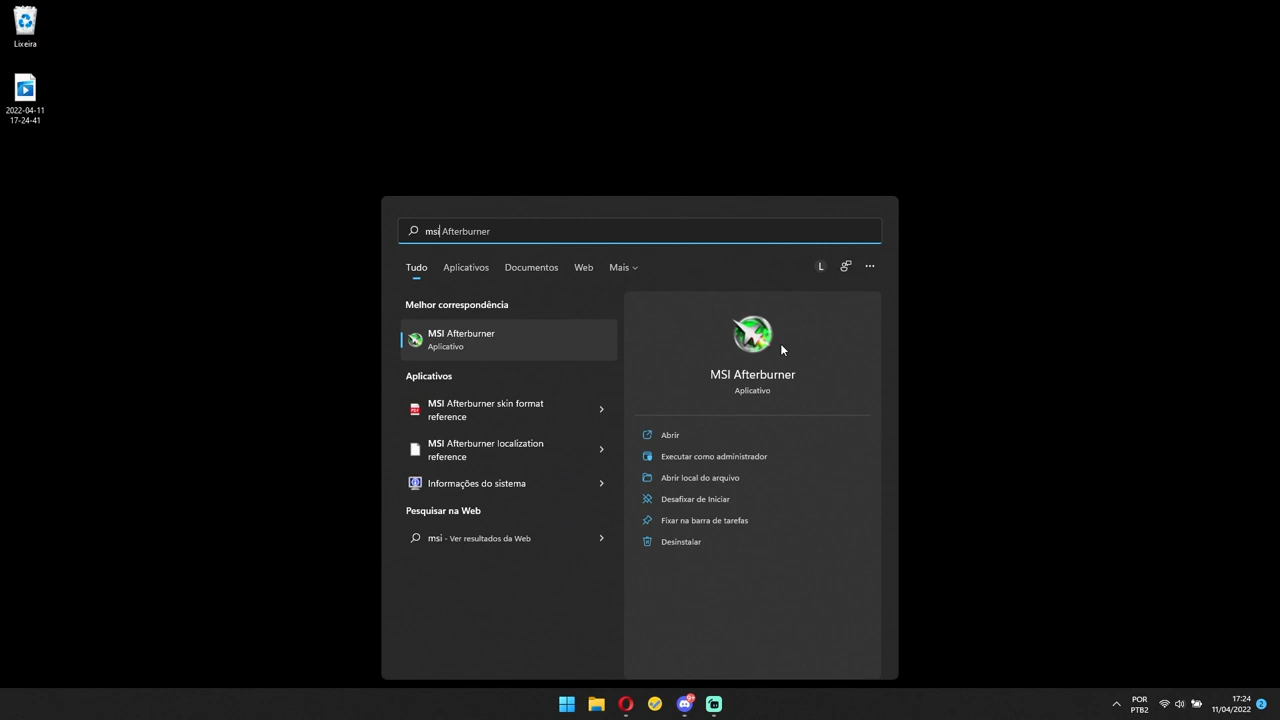 Lixeira
2022-04-11
17-24-41
msi Afterburner
Tudo
Aplicativos
Documentos
Web
Mais
L
Melhor correspondência
MSI Afterburner
Aplicativo
Aplicativos
MSI Afterburner skin format
reference
MSI Afterburner localization
reference
Informações do sistema
Pesquisar na Web
msi - Ver resultados da Web
MSI Afterburner
Aplicativo
Abrir
Executar como administrador
Abrir local do arquivo
Desafixar de Iniciar
Fixar na barra de tarefas
Desinstalar
POR
PTB2
17:24
11/04/2022
2